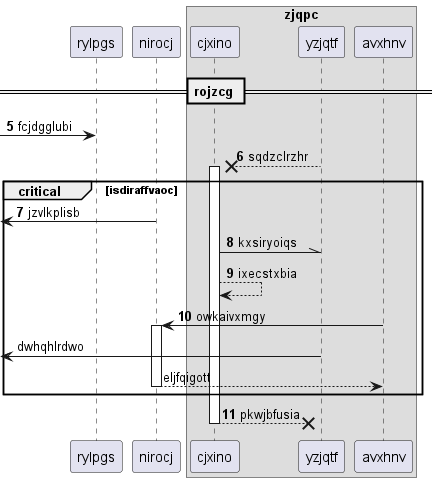 zjqpc
rylpgs nirocj cjxino yzjqtf avxhnv
rojzcg
5 fcjdgglubi
6 sqdzclrzhr
critical [isdiraffvaoc]
7 jzvlkplisb
8 kxsiryoiqs
9 ixecstxbia
10 owkaivxmgy
dwhqhlrdwo
eljfqigott
11 pkwjbfusia
rylpgs nirocj cjxino yzjqtf avxhnv